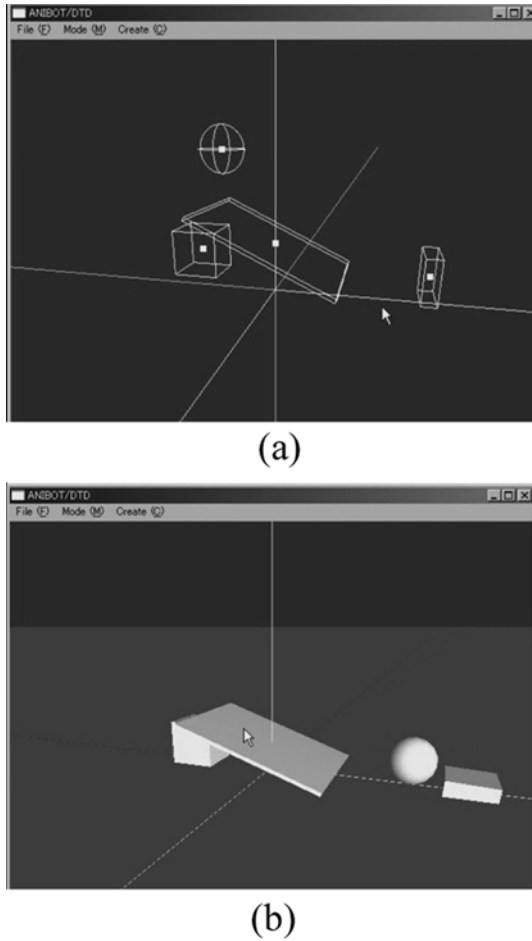 ANIBOT/DTD
File (F) Mode (M) Create (C)
(a)
ANIBOT/DTD
File (F) Mode (M) Create (C)
(b)